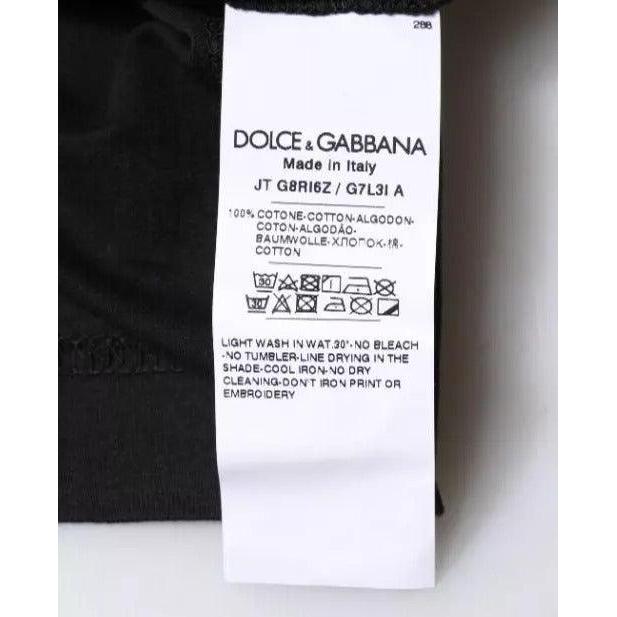 288
DOLCE & GABBANA
Made in Italy
JT G8RI6Z / G7L3I A
100% COTONE-COTTON-ALGODON-
COTON-ALGODÃO-
BAUMWOLLE-ХЛОПОК-棉-
COTTON
30
30
LIGHT WASH IN WAT.30°-NO BLEACH
-NO TUMBLER-LINE DRYING IN THE
SHADE-COOL IRON-NO DRY
CLEANING-DON'T IRON PRINT OR
EMBROIDERY